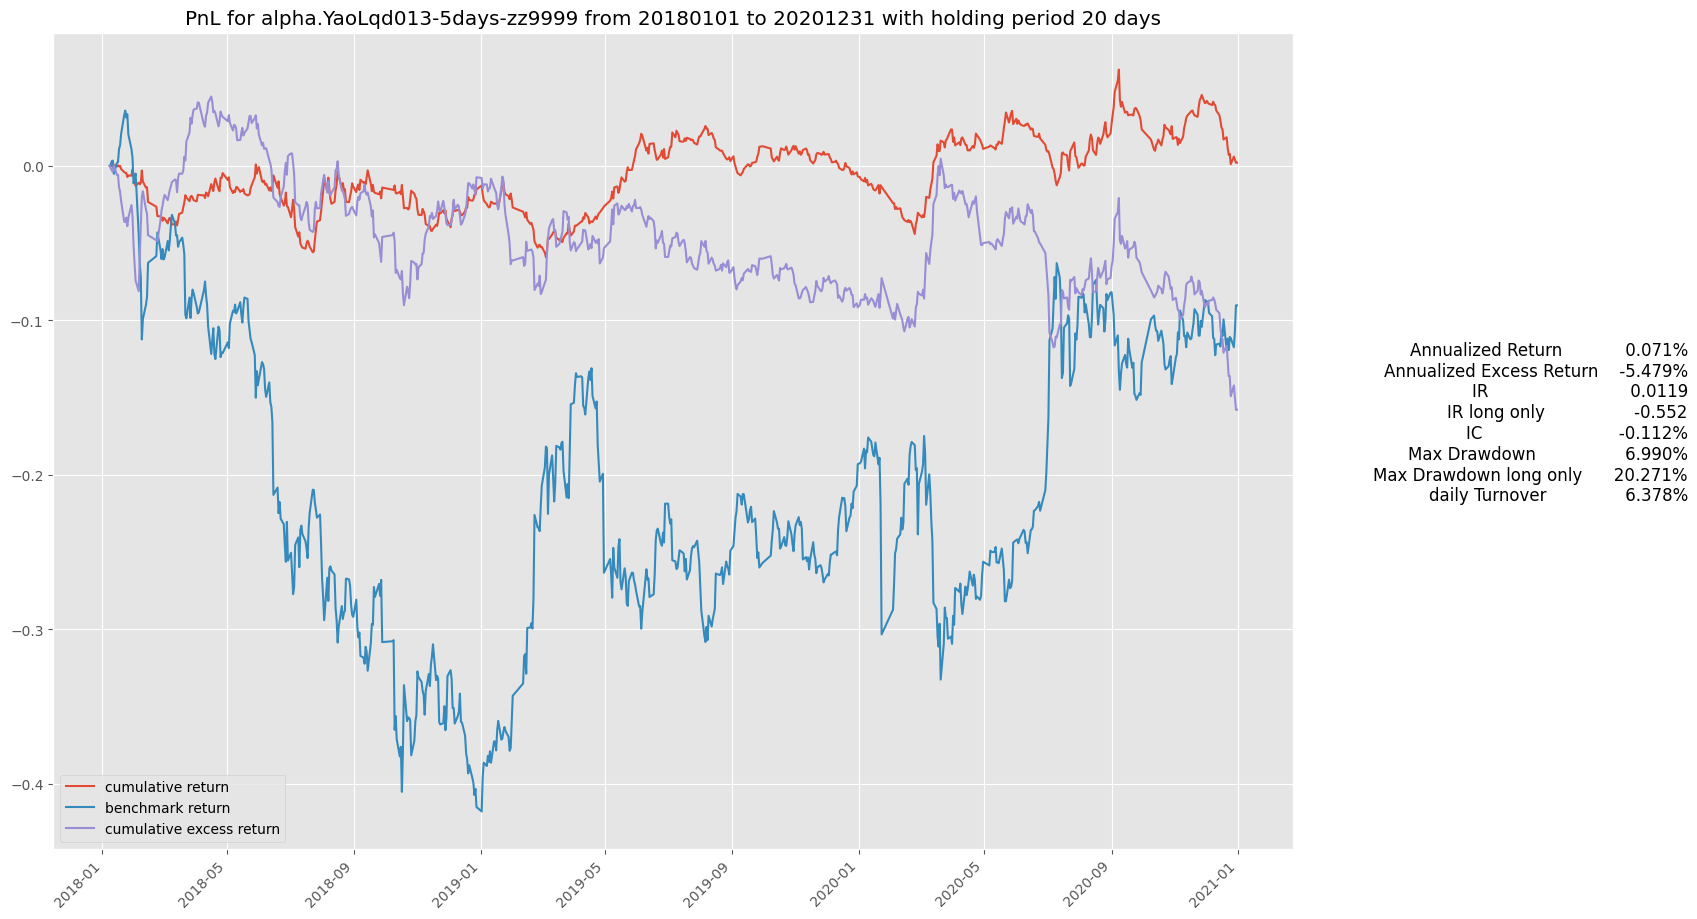 PnL for alpha.YaoLqd013-5days-zz9999 from 20180101 to 20201231 with holding period 20 days
0.0
−0.1
−0.2
−0.3
−0.4
cumulative return
benchmark return
cumulative excess return
2018-01
2018-05
2018-09
2019-01
2019-05
2019-09
2020-01
2020-05
2020-09
2021-01
Annualized Return 0.071%
Annualized Excess Return -5.479%
IR 0.0119
IR long only -0.552
IC -0.112%
Max Drawdown 6.990%
Max Drawdown long only 20.271%
daily Turnover 6.378%